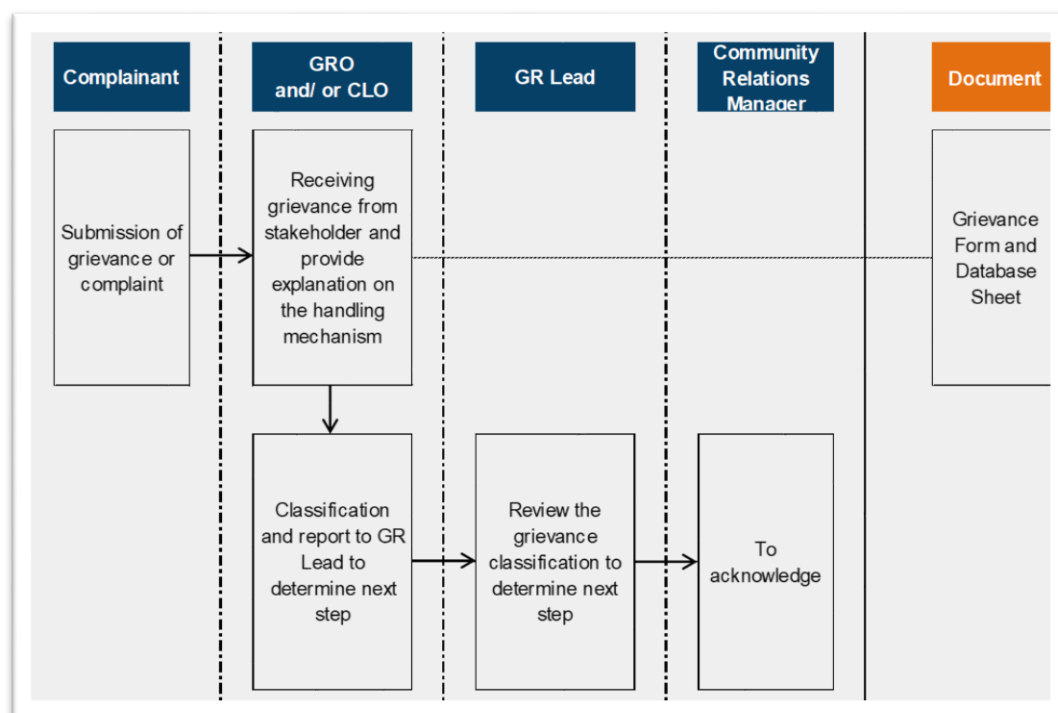 Complainant
GRO
and/ or CLO
GR Lead
Community
Relations
Manager
Document
Submission of
grievance or
complaint
Receiving
grievance from
stakeholder and
provide
explanation on
the handling
mechanism
Grievance
Form and
Database
Sheet
Classification
and report to GR
Lead to
determine next
step
Review the
grievance
classification to
determine next
step
To
acknowledge